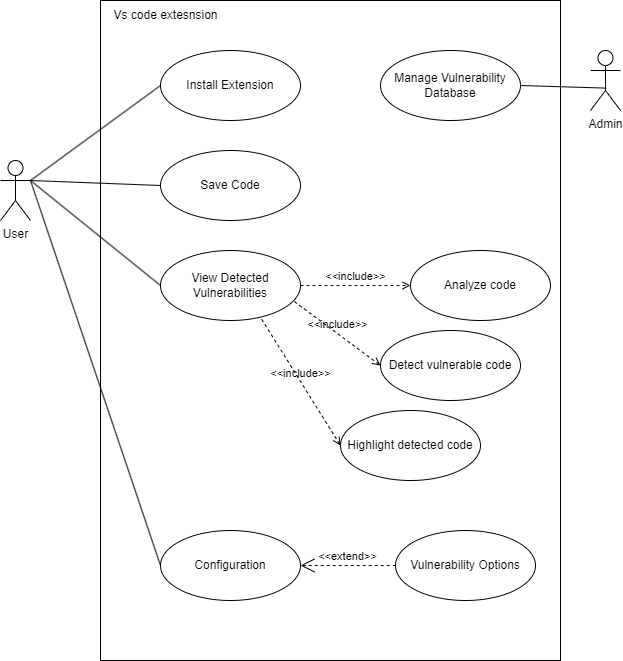 Vs code extesnsion
Install Extension
Manage Vulnerability
Database
Admin
Save Code
User
View Detected
Vulnerabilities
<<include>>
Analyze code
<<include>>
Detect vulnerable code
<<include>>
Highlight detected code
Configuration
<<extend>>
Vulnerability Options